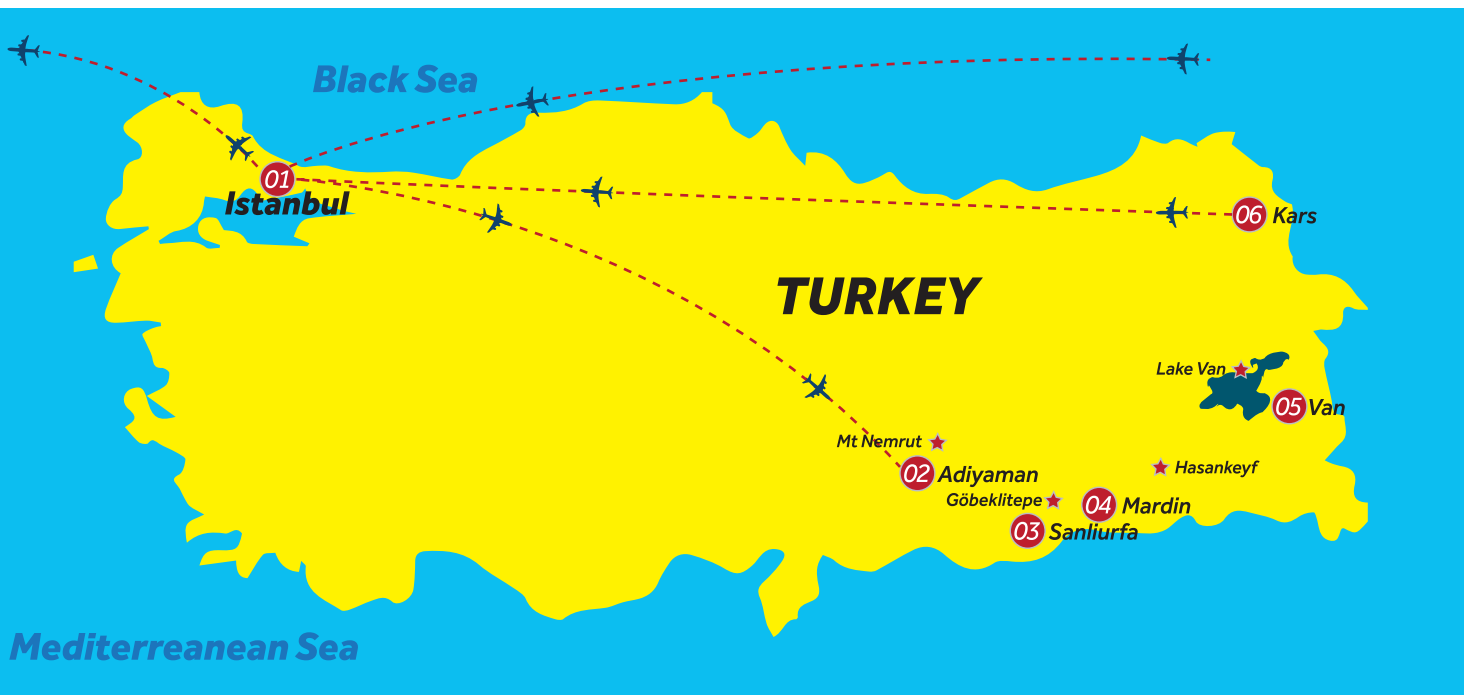 Black Sea
01
Istanbul
06 Kars
TURKEY
Lake Van
05 Van
Mt Nemrut
02 Adiyaman
Hasankeyf
Göbeklitepe
04 Mardin
03 Sanliurfa
Mediterreanean Sea